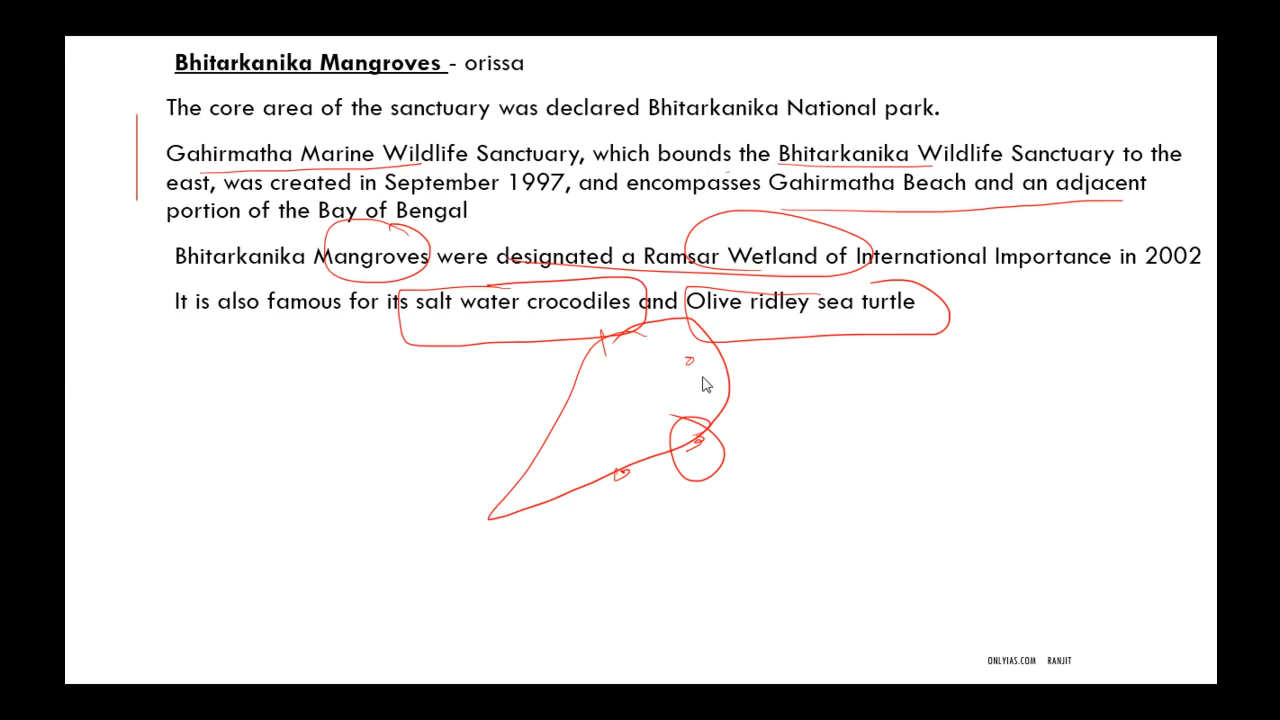 Bhitarkanika Mangroves - orissa
The core area of the sanctuary was declared Bhitarkanika National park.
Gahirmatha Marine Wildlife Sanctuary, which bounds the Bhitarkanika Wildlife Sanctuary to the
east, was created in September 1997, and encompasses Gahirmatha Beach and an adjacent
portion of the Bay of Bengal
Bhitarkanika Mangroves were designated a Ramsar Wetland of International Importance in 2002
It is also famous for its salt water crocodiles and Olive ridley sea turtle
ONLYIAS.COM RANJIT